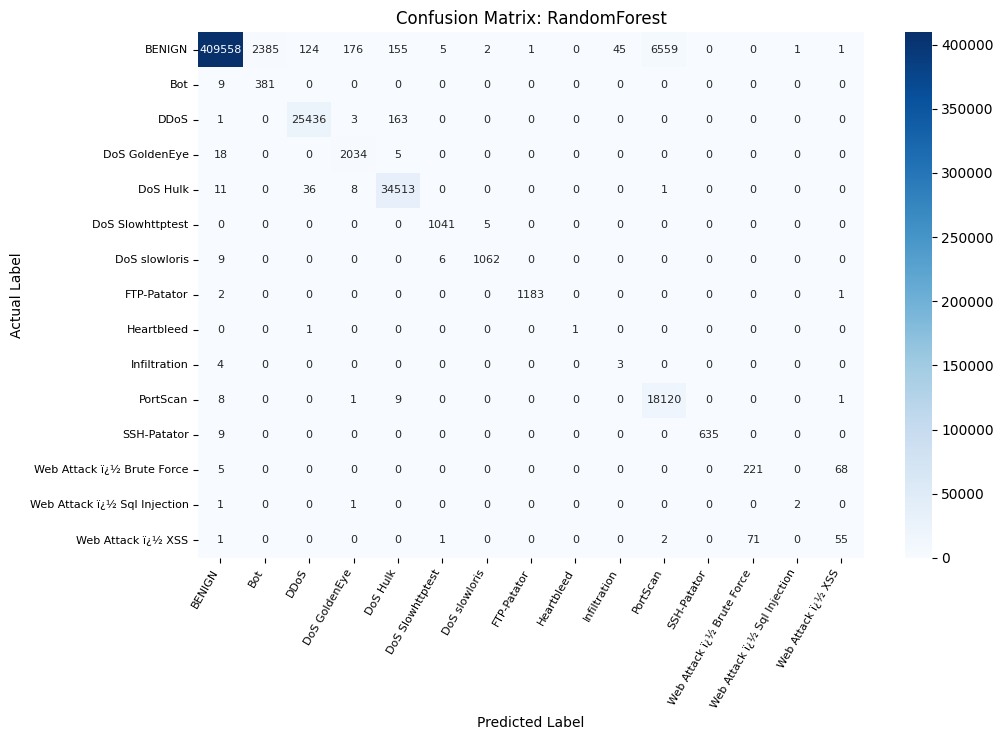 Confusion Matrix: RandomForest
Actual Label
BENIGN 409558 2385 124 176 155 5 2 1 0 45 6559 0 0 1 1
Bot 9 381 0 0 0 0 0 0 0 0 0 0 0 0 0
DDoS 1 0 25436 3 163 0 0 0 0 0 0 0 0 0 0
DoS GoldenEye 18 0 0 2034 5 0 0 0 0 0 0 0 0 0 0
DoS Hulk 11 0 36 8 34513 0 0 0 0 0 1 0 0 0 0
DoS Slowhttptest 0 0 0 0 0 1041 5 0 0 0 0 0 0 0 0
DoS slowloris 9 0 0 0 0 6 1062 0 0 0 0 0 0 0 0
FTP-Patator 2 0 0 0 0 0 0 1183 0 0 0 0 0 0 1
Heartbleed 0 0 1 0 0 0 0 0 1 0 0 0 0 0 0
Infiltration 4 0 0 0 0 0 0 0 0 3 0 0 0 0 0
PortScan 8 0 0 1 9 0 0 0 0 0 18120 0 0 0 1
SSH-Patator 9 0 0 0 0 0 0 0 0 0 0 635 0 0 0
Web Attack ï¿½ Brute Force 5 0 0 0 0 0 0 0 0 0 0 0 221 0 68
Web Attack ï¿½ Sql Injection 1 0 0 1 0 0 0 0 0 0 0 0 0 2 0
Web Attack ï¿½ XSS 1 0 0 0 0 1 0 0 0 0 2 0 71 0 55
BENIGN
Bot
DDoS
DoS GoldenEye
DoS Hulk
DoS Slowhttptest
DoS slowloris
FTP-Patator
Heartbleed
Infiltration
PortScan
SSH-Patator
Web Attack ï¿½ Brute Force
Web Attack ï¿½ Sql Injection
Web Attack ï¿½ XSS
Predicted Label
400000
350000
300000
250000
200000
150000
100000
50000
0